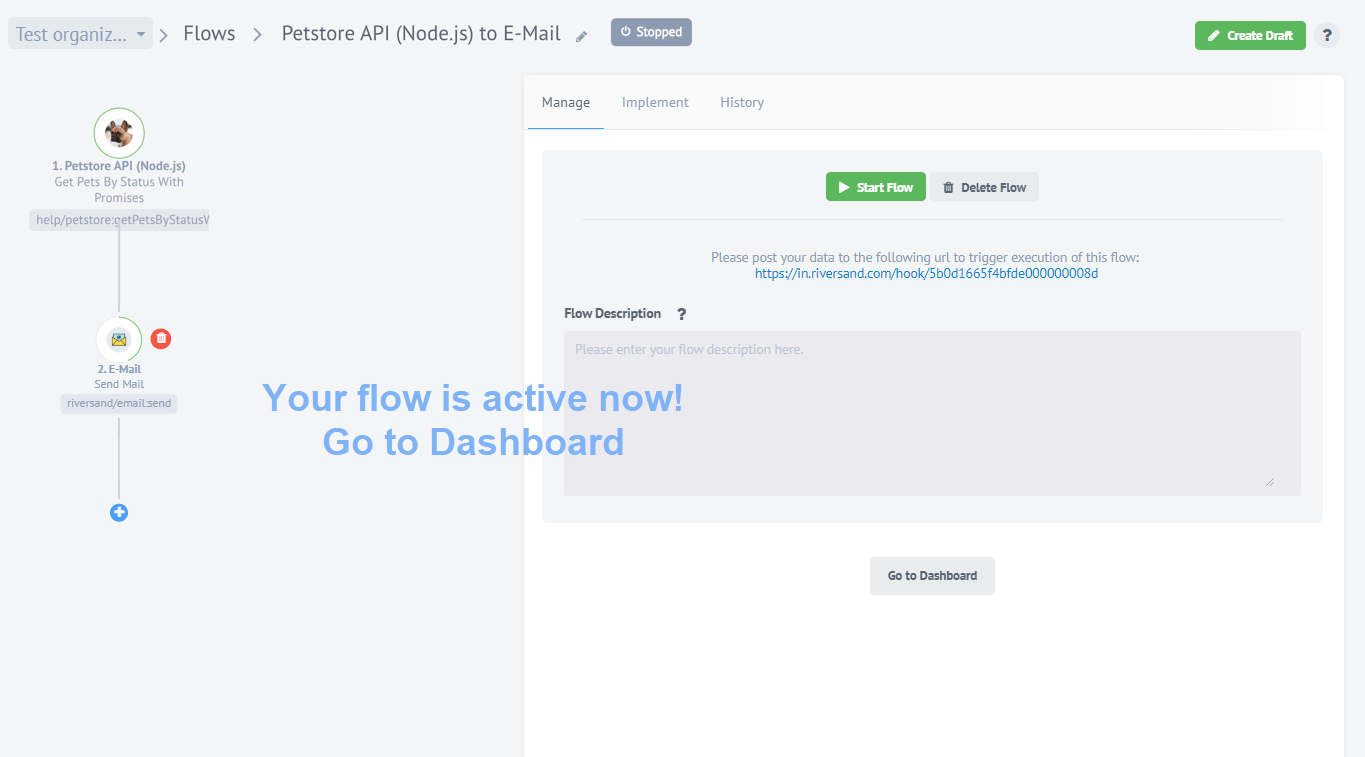 Test organiz...
Flows
Petstore API (Node.js) to E-Mail
Stopped
Create Draft
?
Manage
Implement
History
1. Petstore API (Node.js)
Get Pets By Status With
Promises
help/petstore:getPetsByStatusW
Start Flow
Delete Flow
Please post your data to the following url to trigger execution of this flow:
https://in.riversand.com/hook/5b0d1665f4bfde000000008d
Flow Description ?
Please enter your flow description here.
2. E-Mail
Send Mail
riversand/email:send
Your flow is active now!
Go to Dashboard
Go to Dashboard